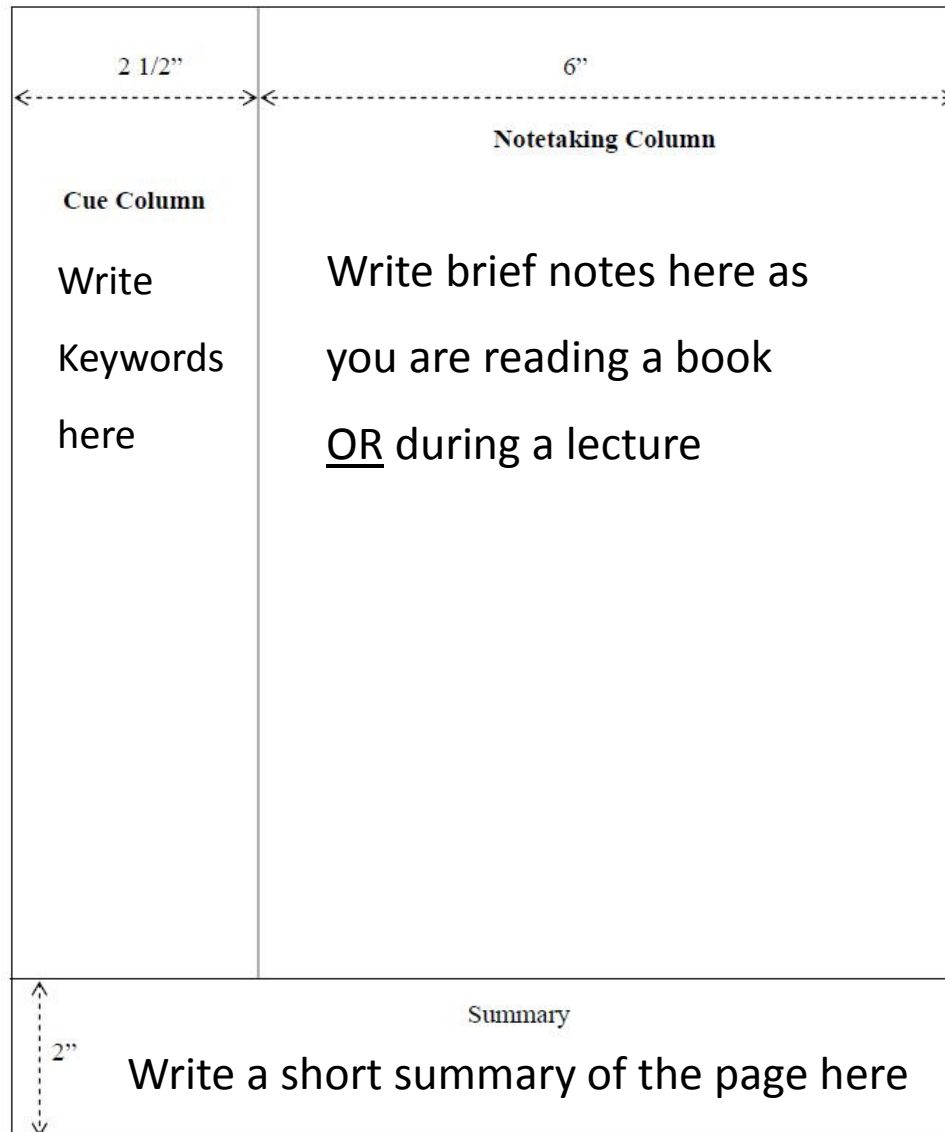 2 1/2”
6”
Notetaking Column
Cue Column
Write
Keywords
here
Write brief notes here as
you are reading a book
OR during a lecture
Summary
2”
Write a short summary of the page here